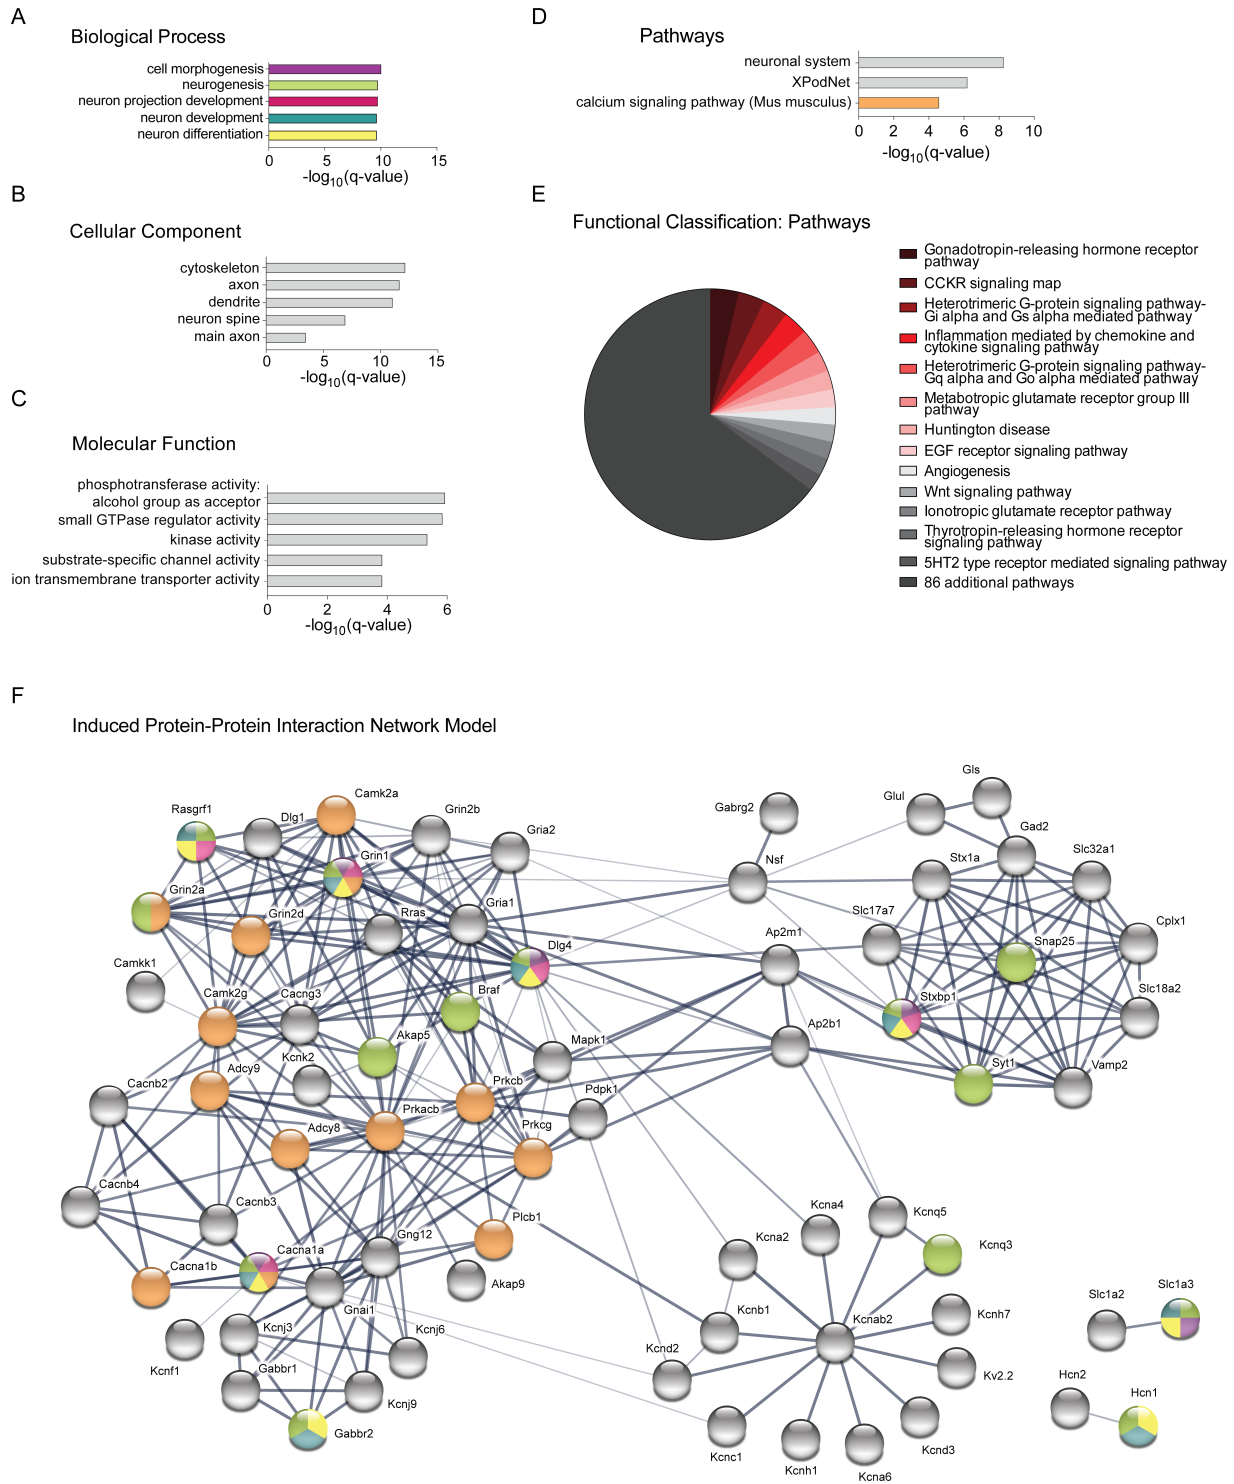 A
Biological Process
cell morphogenesis
neurogenesis
neuron projection development
neuron development
neuron differentiation
0 5 10 15
-log10(q-value)
B
Cellular Component
cytoskeleton
axon
dendrite
neuron spine
main axon
0 5 10 15
-log10(q-value)
C
Molecular Function
phosphotransferase activity:
alcohol group as acceptor
small GTPase regulator activity
kinase activity
substrate-specific channel activity
ion transmembrane transporter activity
0 2 4 6
-log10(q-value)
D
Pathways
neuronal system
XPodNet
calcium signaling pathway (Mus musculus)
0 2 4 6 8 10
-log10(q-value)
E
Functional Classification: Pathways
Gonadotropin-releasing hormone receptor
pathway
CCKR signaling map
Heterotrimeric G-protein signaling pathway-
Gi alpha and Gs alpha mediated pathway
Inflammation mediated by chemokine and
cytokine signaling pathway
Heterotrimeric G-protein signaling pathway-
Gq alpha and Go alpha mediated pathway
Metabotropic glutamate receptor group III
pathway
Huntington disease
EGF receptor signaling pathway
Angiogenesis
Wnt signaling pathway
Ionotropic glutamate receptor pathway
Thyrotropin-releasing hormone receptor
signaling pathway
5HT2 type receptor mediated signaling pathway
86 additional pathways
F
Induced Protein-Protein Interaction Network Model
Rasgrf1
Dlg1
Camk2a
Grin2b
Gria2
Grin1
Grin2a
Grin2d
Rras
Gria1
Dlg4
Camkk1
Camk2g
Cacng3
Braf
Akap5
Mapk1
Kcnk2
Adcy9
Cacnb2
Prkcb
Pdpk1
Prkacb
Adcy8
Prkcg
Cacnb4
Cacnb3
Plcb1
Gng12
Cacna1a
Cacna1b
Akap9
Gnai1
Kcnj3
Kcnj6
Kcnf1
Gabbr1
Kcnj9
Gabbr2
Gabrg2
Nsf
Glul
Gls
Gad2
Stx1a
Slc32a1
Slc17a7
Cplx1
Snap25
Ap2m1
Slc18a2
Stxbp1
Ap2b1
Syt1
Vamp2
Kcna4
Kcnq5
Kcna2
Kcnq3
Kcnb1
Kcnab2
Kcnh7
Kcnd2
Kv2.2
Kcnd3
Kcnc1
Kcnh1
Kcna6
Slc1a3
Slc1a2
Hcn2
Hcn1